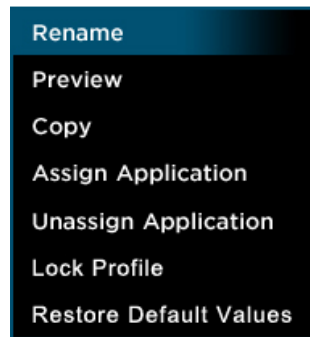 Rename
Preview
Copy
Assign Application
Unassign Application
Lock Profile
Restore Default Values